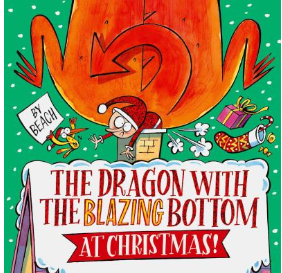 BY
BEACH
THE DRAGON WITH
THE BLAZING BOTTOM
AT CHRISTMAS!